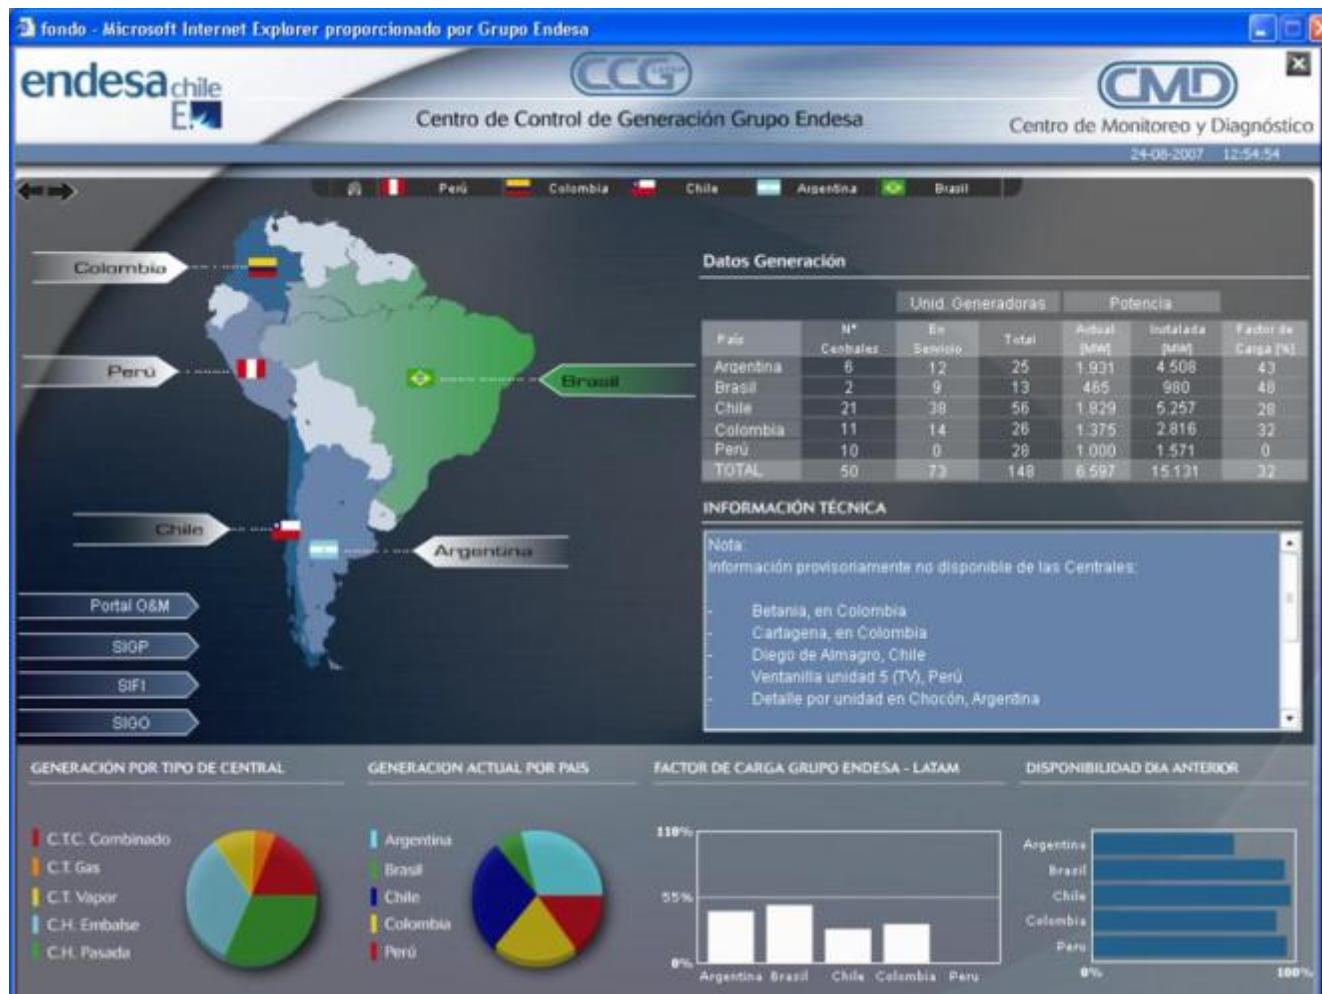 fondo - Microsoft Internet Explorer proporcionado por Grupo Endesa
endesa chile
E.
CCG LATAM
Centro de Control de Generación Grupo Endesa
CMD
Centro de Monitoreo y Diagnóstico
24-08-2007 12:54:54
Perú Colombia Chile Argentina Brasil
Colombia
Perú
Brasil
Chile
Argentina
Portal O&M
SIGP
SIFI
SIGO
Datos Generación
Unid. Generadoras Potencia
País N° Centrales En Servicio Total Actual [MW] Instalada [MW] Factor de Carga [%]
Argentina 6 12 25 1.931 4.508 43
Brasil 2 9 13 465 980 48
Chile 21 38 56 1.829 5.257 28
Colombia 11 14 26 1.375 2.816 32
Perú 10 0 28 1.000 1.571 0
TOTAL 50 73 148 6.597 15.131 32
INFORMACIÓN TÉCNICA
Nota:
Información provisoriamente no disponible de las Centrales:
- Betania, en Colombia
- Cartagena, en Colombia
- Diego de Almagro, Chile
- Ventanilla unidad 5 (TV), Perú
- Detalle por unidad en Chocón, Argentina
GENERACIÓN POR TIPO DE CENTRAL
C.T.C. Combinado
C.T. Gas
C.T. Vapor
C.H. Embalse
C.H. Pasada
GENERACION ACTUAL POR PAIS
Argentina
Brasil
Chile
Colombia
Perú
FACTOR DE CARGA GRUPO ENDESA - LATAM
110%
55%
0%
Argentina Brasil Chile Colombia Peru
DISPONIBILIDAD DIA ANTERIOR
Argentina
Brasil
Chile
Colombia
Peru
0% 100%